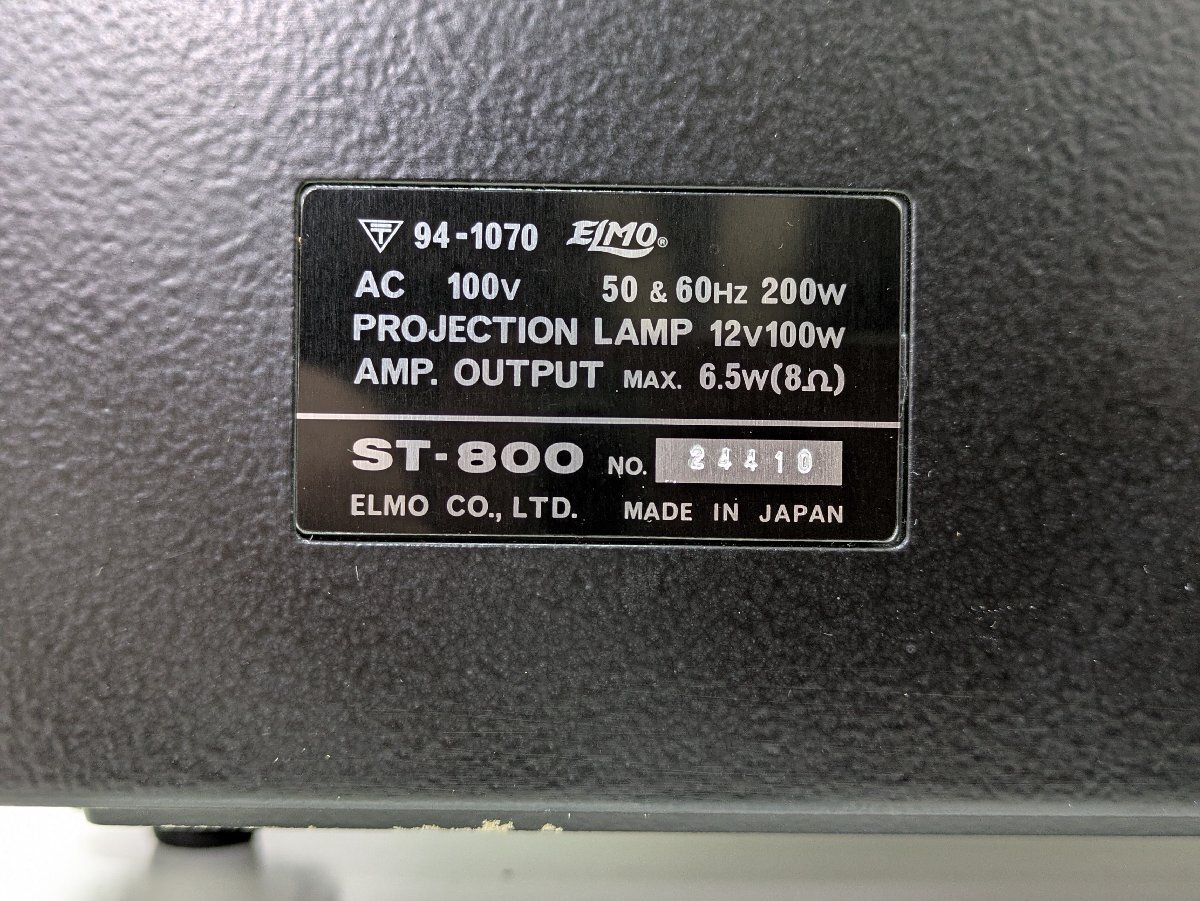 94-1070 ELMO®
AC 100V 50 & 60Hz 200W
PROJECTION LAMP 12V100W
AMP. OUTPUT MAX. 6.5W(8Ω)
ST-800 NO. 24410
ELMO CO., LTD. MADE IN JAPAN